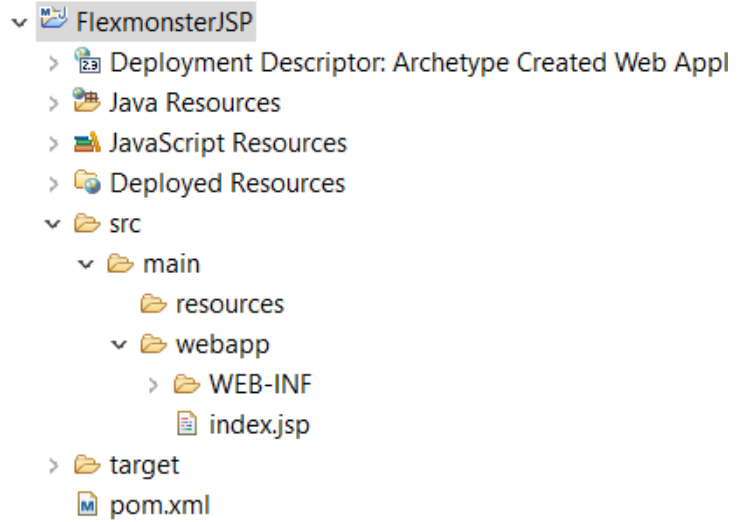 FlexmonsterJSP
Deployment Descriptor: Archetype Created Web Appl
Java Resources
JavaScript Resources
Deployed Resources
src
main
resources
webapp
WEB-INF
index.jsp
target
pom.xml